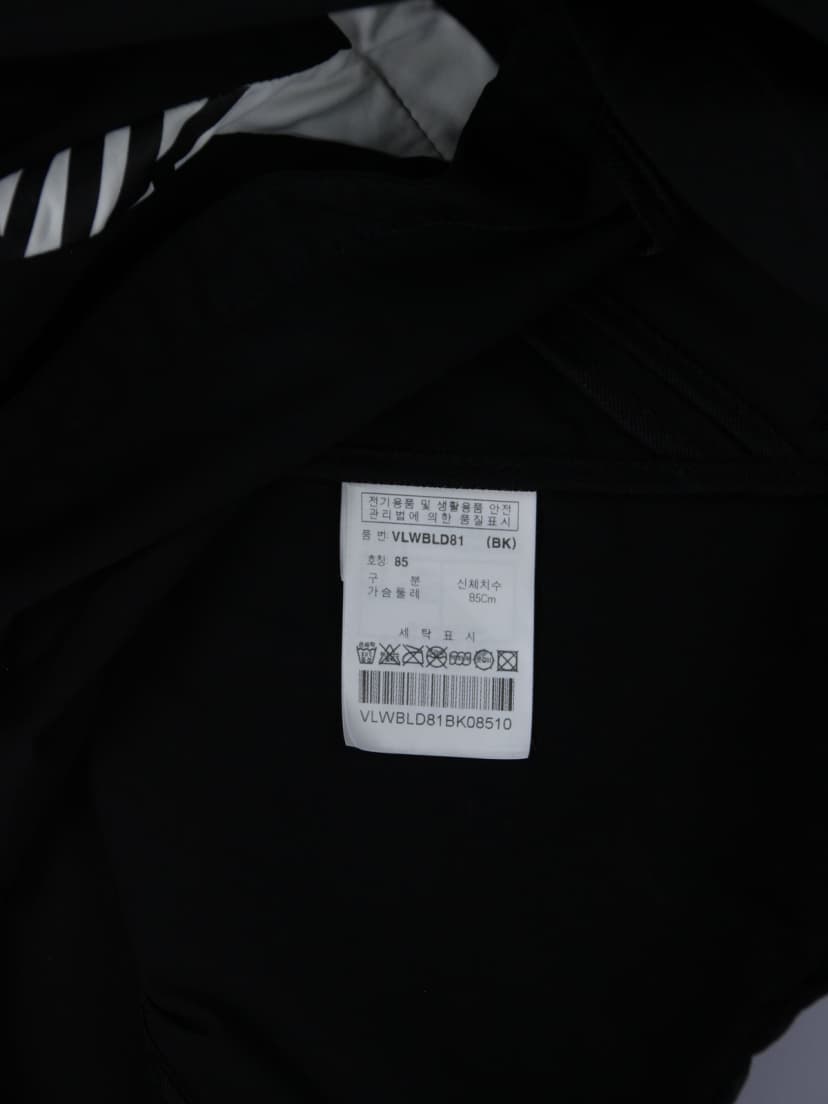 전기용품 및 생활용품 안전
관리법에 의한 품질표시
품 번: VLWBLD81 (BK)
호칭: 85
구 분 신체치수
가슴둘레 85Cm
세 탁 표 시
VLWBLD81BK08510